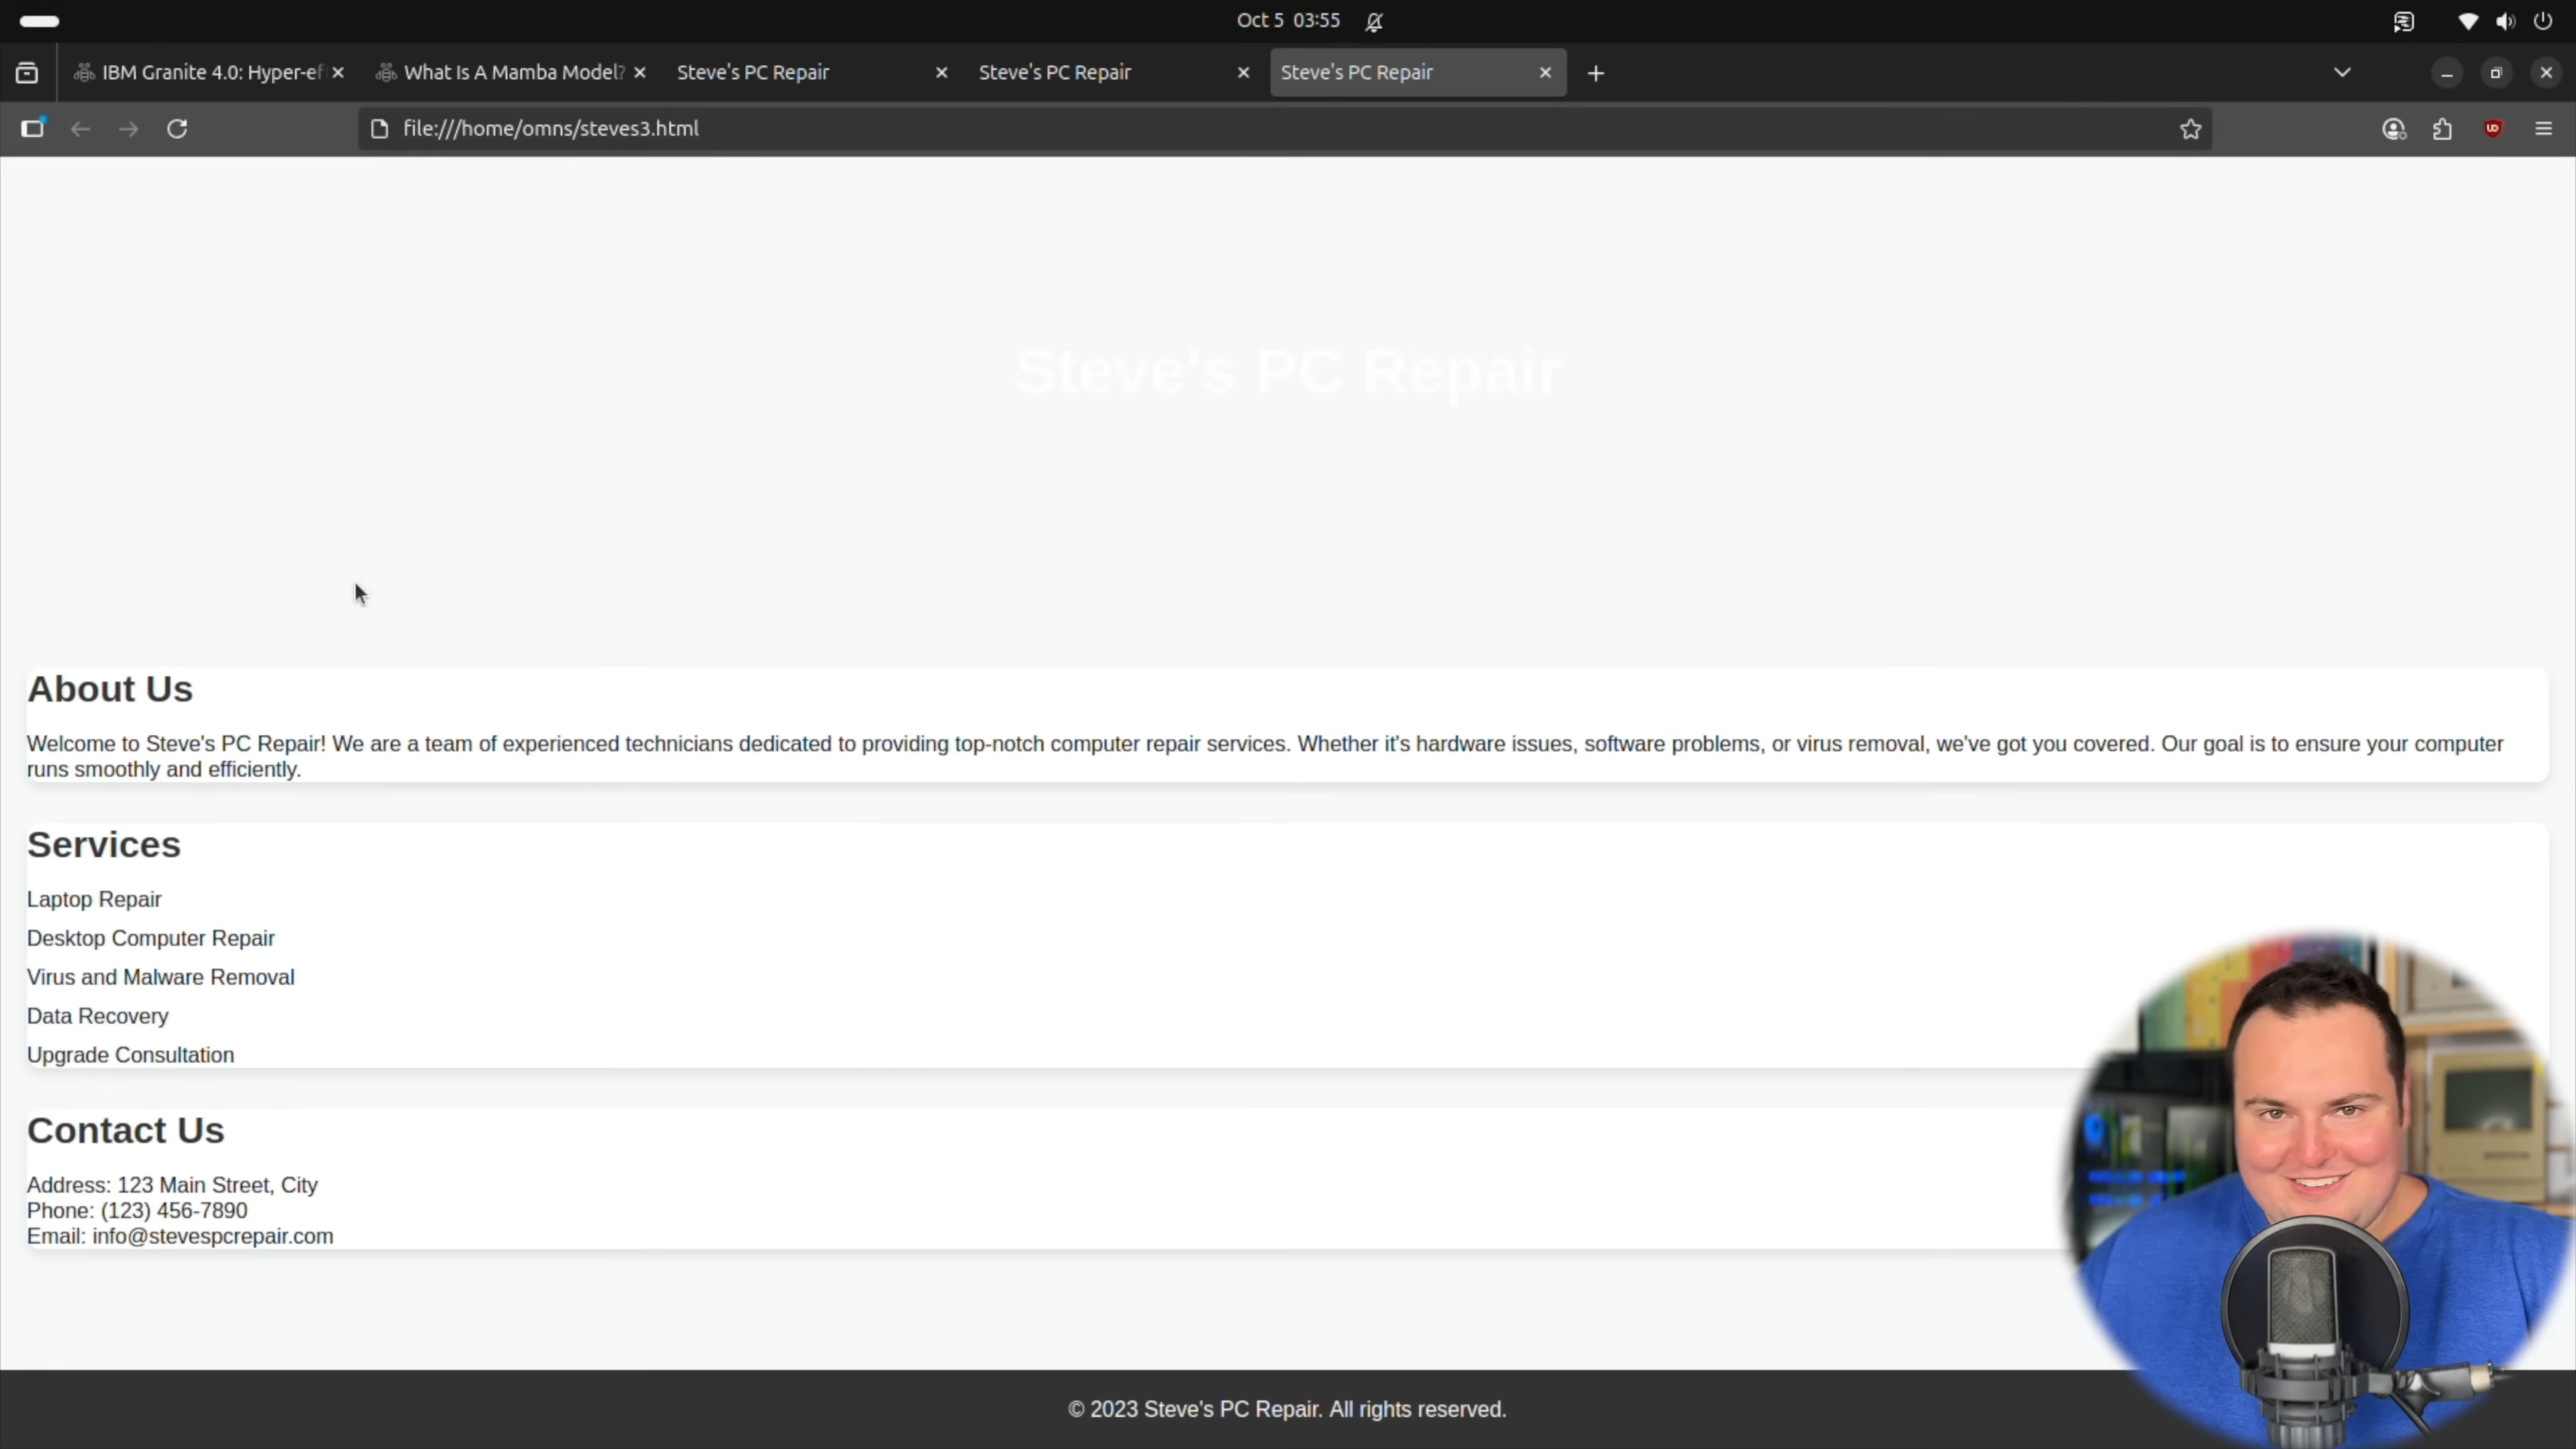 Oct 5 03:55
IBM Granite 4.0: Hyper-ef
What Is A Mamba Model?
Steve's PC Repair
Steve's PC Repair
Steve's PC Repair
file:///home/omns/steves3.html
Steve's PC Repair
About Us
Welcome to Steve's PC Repair! We are a team of experienced technicians dedicated to providing top-notch computer repair services. Whether it's hardware issues, software problems, or virus removal, we've got you covered. Our goal is to ensure your computer
runs smoothly and efficiently.
Services
Laptop Repair
Desktop Computer Repair
Virus and Malware Removal
Data Recovery
Upgrade Consultation
Contact Us
Address: 123 Main Street, City
Phone: (123) 456-7890
Email: info@stevespcrepair.com
© 2023 Steve's PC Repair. All rights reserved.